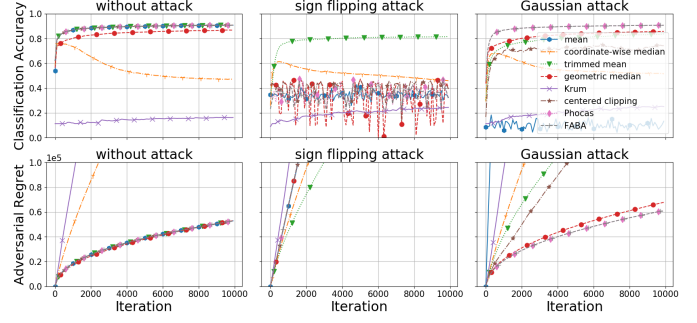 without attack
sign flipping attack
Gaussian attack
Classification Accuracy
1.0
0.8
0.6
0.4
0.2
0.0
mean
coordinate-wise median
trimmed mean
geometric median
Krum
centered clipping
Phocas
FABA
without attack
sign flipping attack
Gaussian attack
Adversarial Regret
1e5
1.0
0.8
0.6
0.4
0.2
0.0
0 2000 4000 6000 8000 10000
0 2000 4000 6000 8000 10000
0 2000 4000 6000 8000 10000
Iteration
Iteration
Iteration